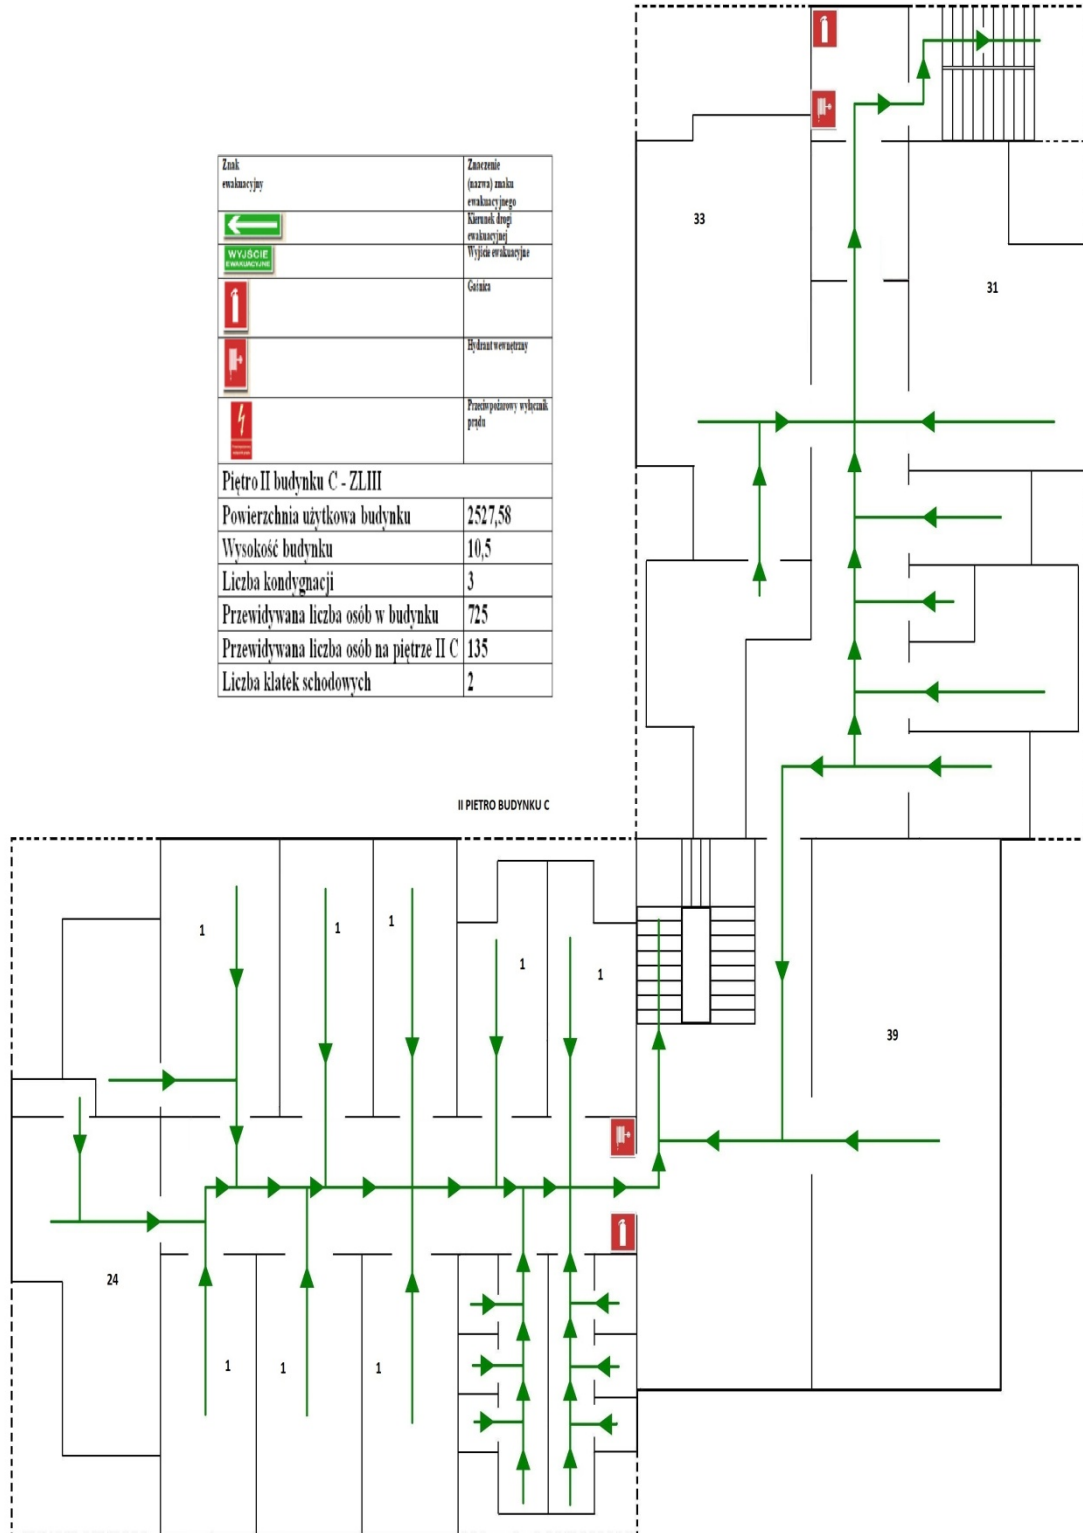 Znak
ewakuacyjny
Znaczenie
(nazwa) znaku
ewakuacyjnego
Kierunek drogi
ewakuacyjnej
WYJŚCIE
EWAKUACYJNE
Wyjście ewakuacyjne
Gaśnica
Hydrant wewnętrzny
Przeciwpożarowy wyłącznik
prądu
Piętro II budynku C - ZLIII
Powierzchnia użytkowa budynku 2527,58
Wysokość budynku 10,5
Liczba kondygnacji 3
Przewidywana liczba osób w budynku 725
Przewidywana liczba osób na piętrze II C 135
Liczba klatek schodowych 2
33
31
II PIETRO BUDYNKU C
1
1
1
1
1
39
24
1
1
1